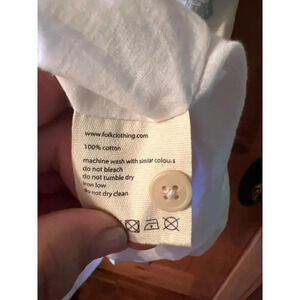 www.folkclothing.com
100% cotton
machine wash with similar colours
do not bleach
do not tumble dry
iron low
do not dry clean